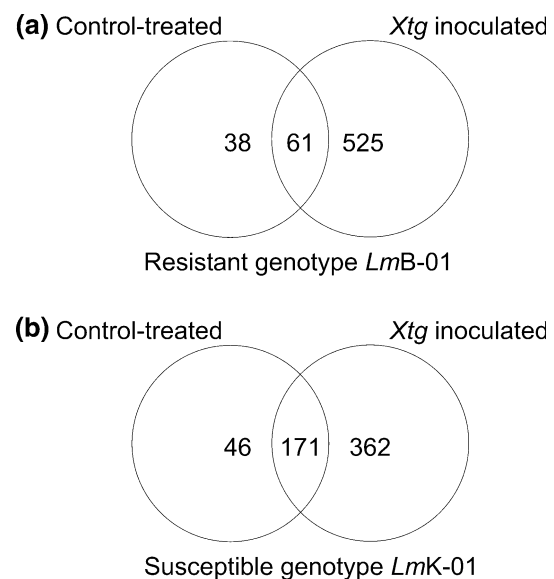 (a) Control-treated Xtg inoculated
38 61 525
Resistant genotype LmB-01
(b) Control-treated Xtg inoculated
46 171 362
Susceptible genotype LmK-01